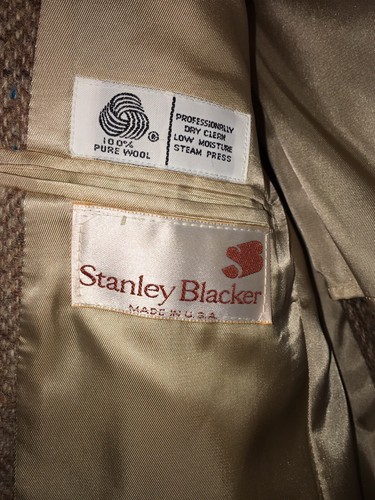 100%
PURE WOOL
PROFESSIONALLY
DRY CLEAN
LOW MOISTURE
STEAM PRESS
Stanley Blacker
MADE IN U.S.A.